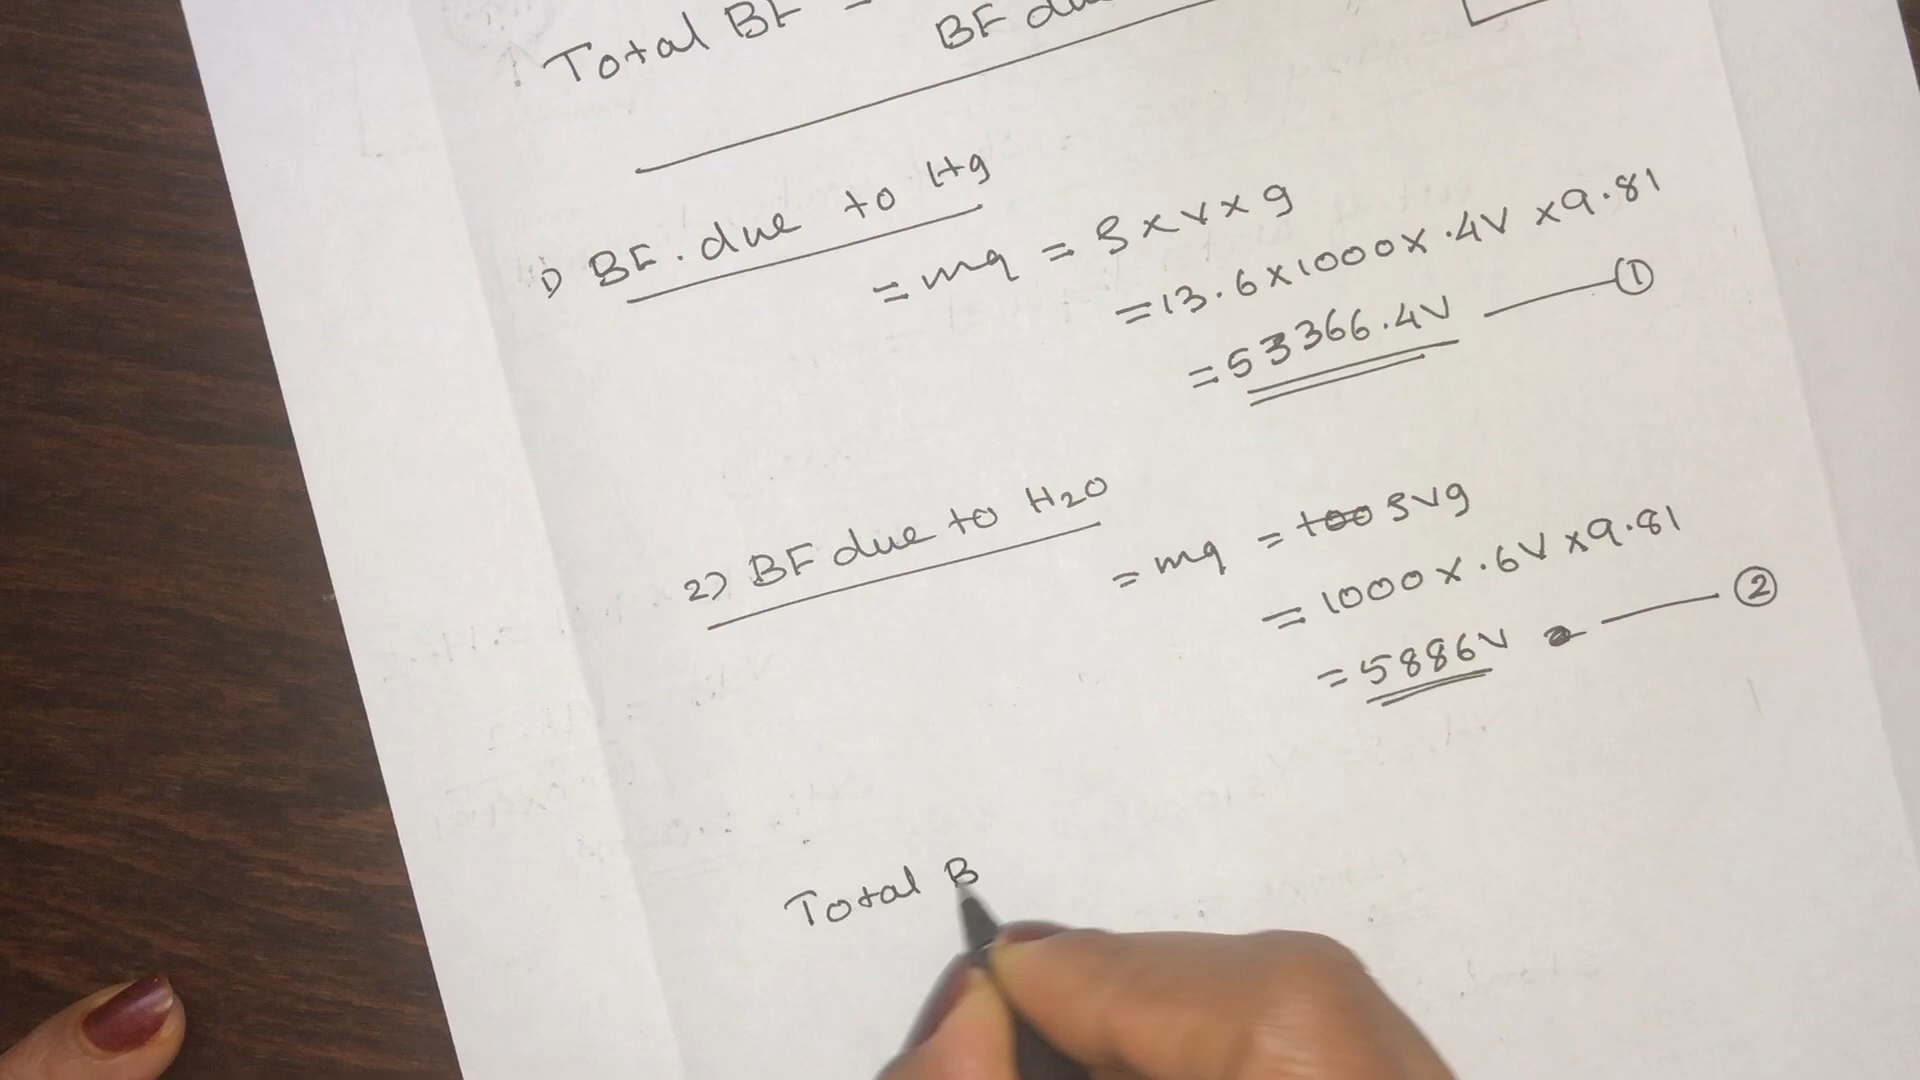 Total BF =
BF du
1) BF. due to Hg
= mg = ρ x v x g
= 13.6 x 1000 x .4V x 9.81
= 53366.4V ——— ①
2) BF due to H2O
= mg = 100 ρVg
= 1000 x .6V x 9.81
= 5886V ——— ②
Total B